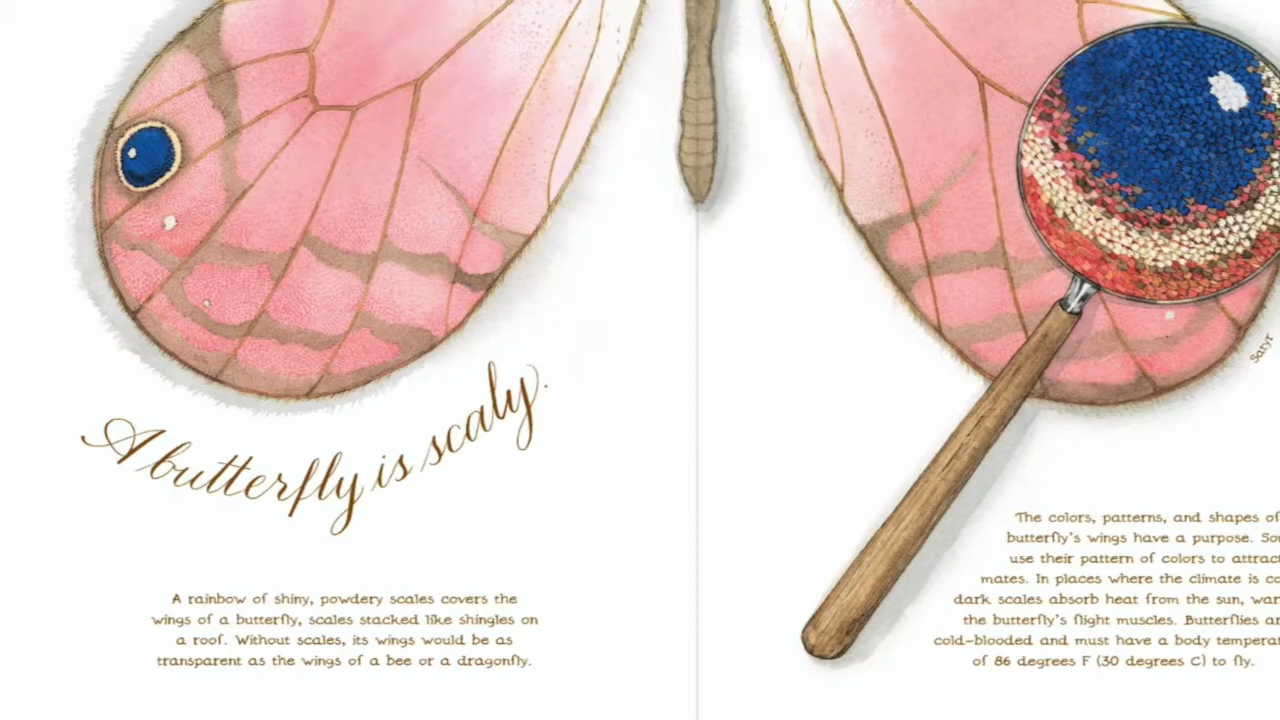 A butterfly is scaly.
A rainbow of shiny, powdery scales covers the
wings of a butterfly, scales stacked like shingles on
a roof. Without scales, its wings would be as
transparent as the wings of a bee or a dragonfly.
Satyr
The colors, patterns, and shapes of
butterfly's wings have a purpose.
use their pattern of colors to attract
mates. In places where the climate is
dark scales absorb heat from the sun,
the butterfly's flight muscles. Butterflies
cold-blooded and must have a body
of 86 degrees F (30 degrees C) to fly.